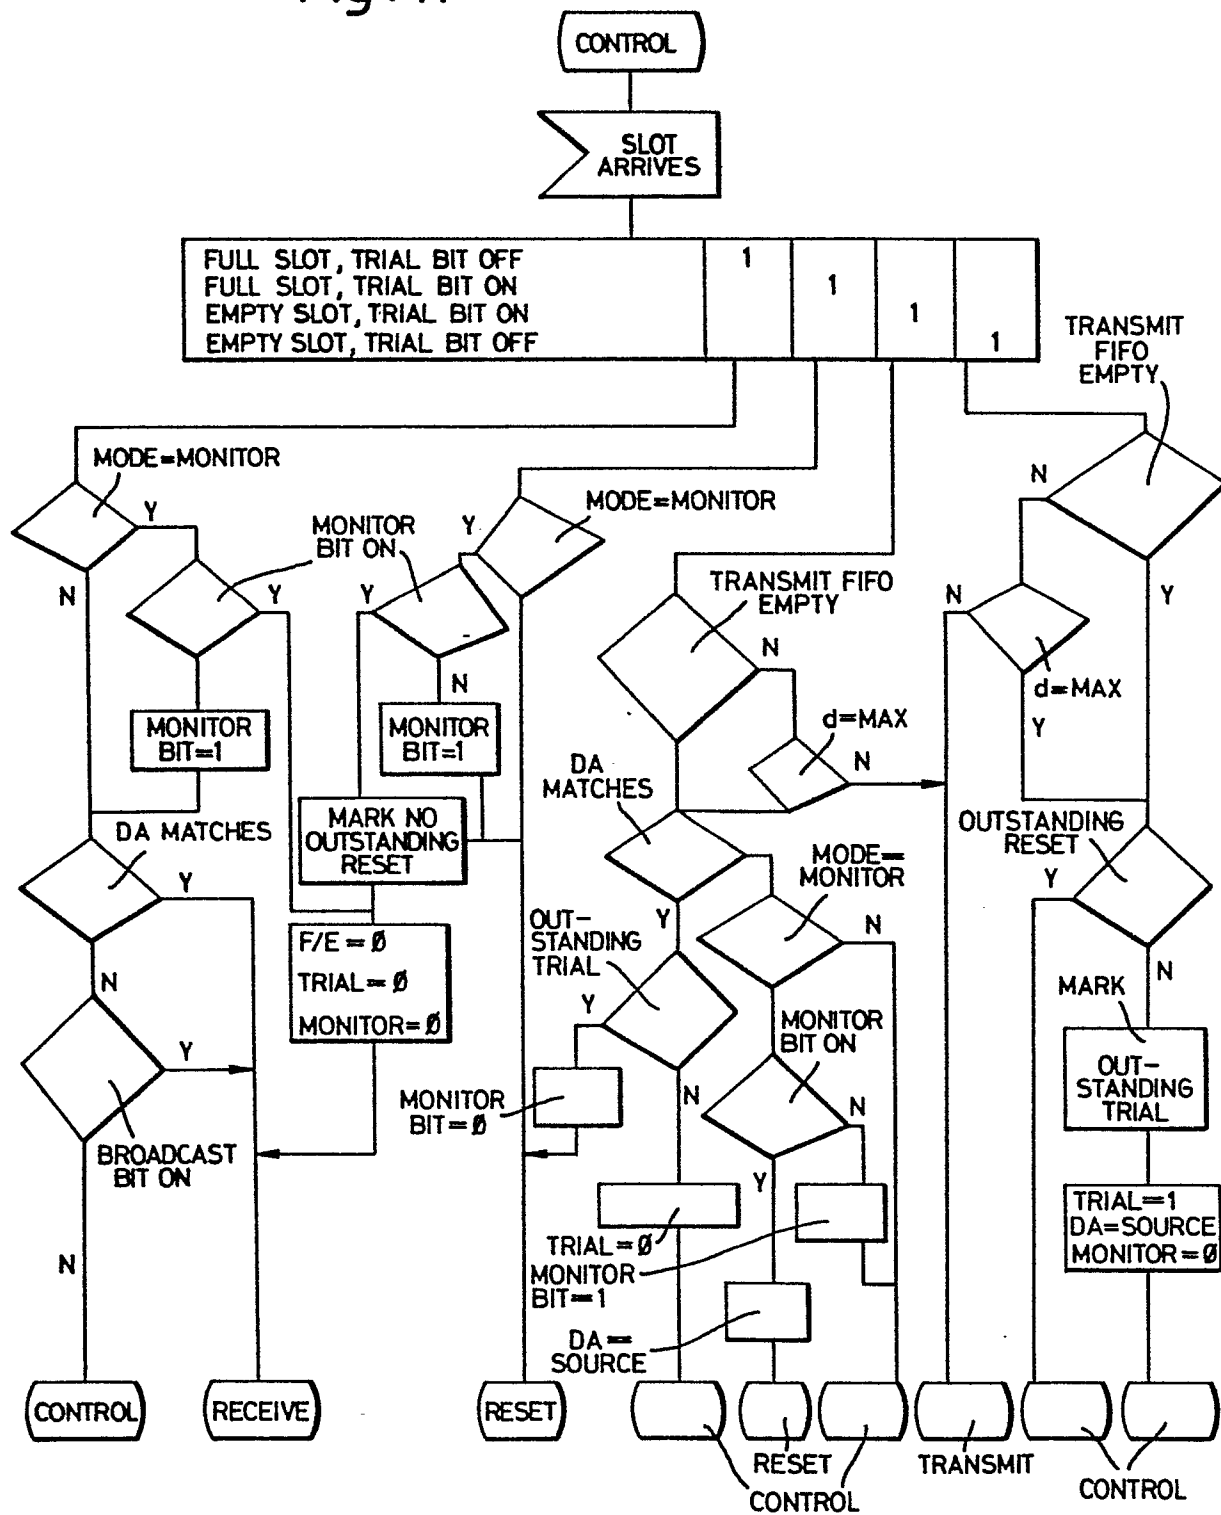 CONTROL
SLOT
ARRIVES
FULL SLOT, TRIAL BIT OFF 1
FULL SLOT, TRIAL BIT ON 1
EMPTY SLOT, TRIAL BIT ON 1
EMPTY SLOT, TRIAL BIT OFF 1
TRANSMIT
FIFO
EMPTY
MODE=MONITOR
Y
N
MONITOR
BIT ON
Y
MONITOR
BIT=1
DA MATCHES
Y
N
Y
BROADCAST
BIT ON
N
MODE=MONITOR
Y
Y
N
MONITOR
BIT=1
MARK NO
OUTSTANDING
RESET
F/E=Ø
TRIAL=Ø
MONITOR=Ø
TRANSMIT FIFO
EMPTY
N
d=MAX
N
DA
MATCHES
Y
MODE=
MONITOR
N
OUT-
STANDING
TRIAL
Y
N
MONITOR
BIT=Ø
MONITOR
BIT ON
N
Y
TRIAL=Ø
MONITOR
BIT=1
DA=
SOURCE
N
Y
N
d=MAX
Y
OUTSTANDING
RESET
Y
N
MARK
OUT-
STANDING
TRIAL
TRIAL=1
DA=SOURCE
MONITOR=Ø
CONTROL
RECEIVE
RESET
RESET
CONTROL
TRANSMIT
CONTROL